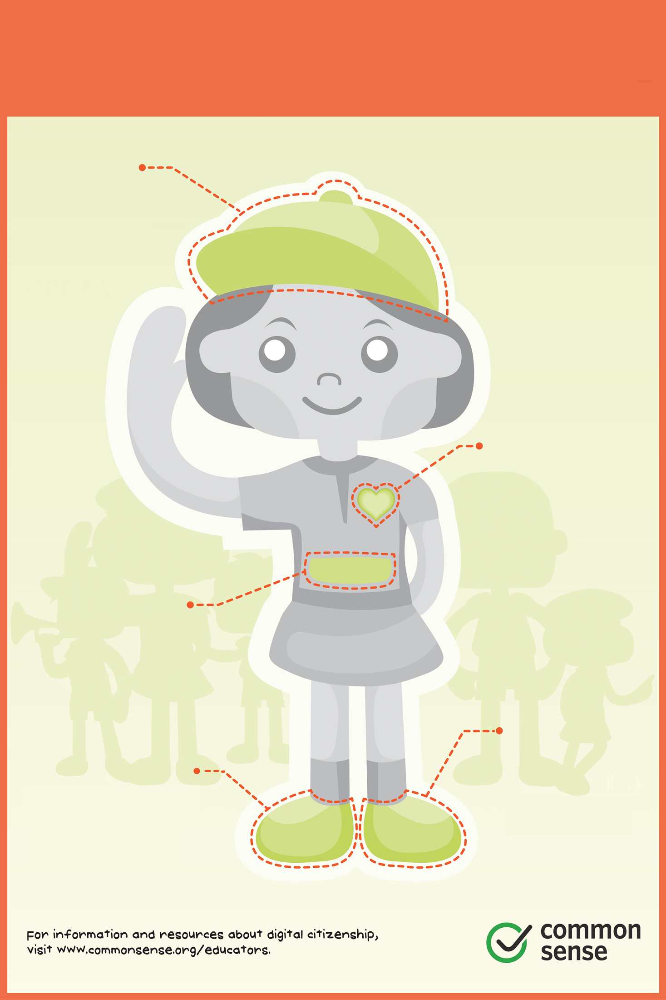 For information and resources about digital citizenship,
visit www.commonsense.org/educators.
common
sense